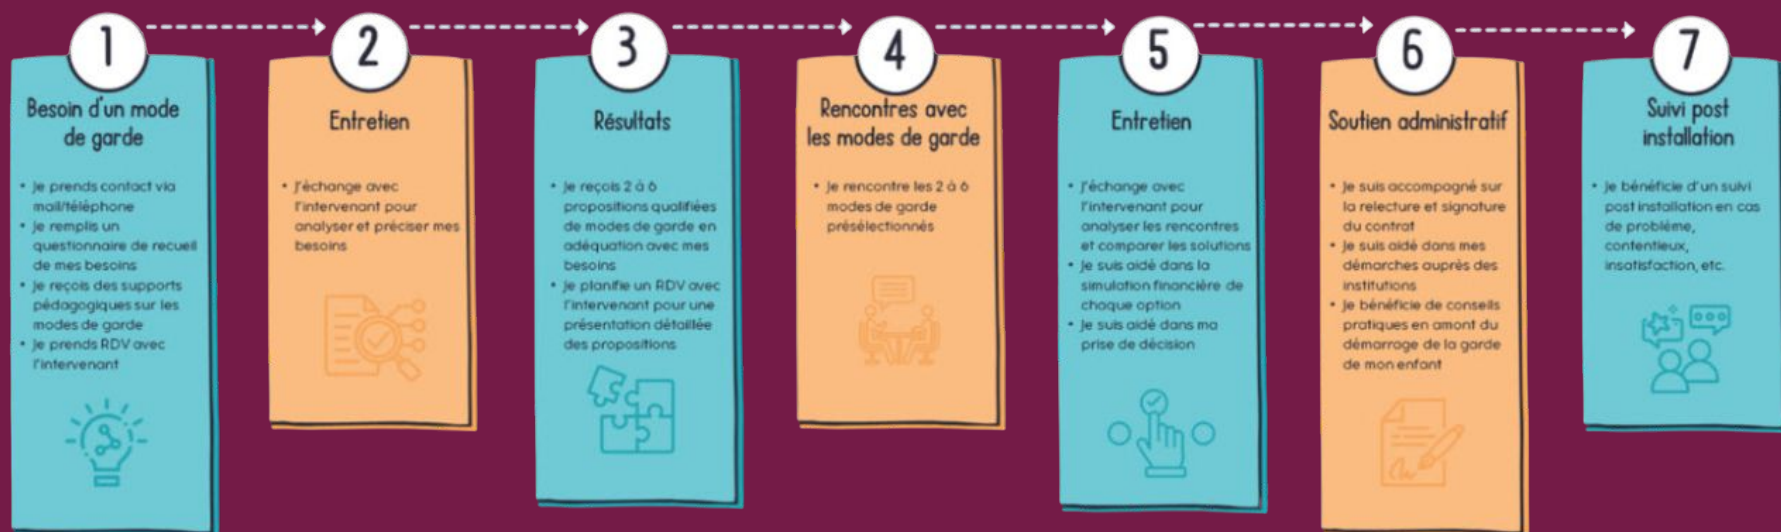 1
Besoin d'un mode
de garde
• Je prends contact via
mail/téléphone
• Je remplis un
questionnaire de recueil
de mes besoins
• Je reçois des supports
pédagogiques sur les
modes de garde
• Je prends RDV avec
l'intervenant
2
Entretien
• J'échange avec
l'intervenant pour
analyser et préciser mes
besoins
3
Résultats
• Je reçois 2 à 6
propositions qualifiées
de modes de garde en
adéquation avec mes
besoins
• Je planifie un RDV avec
l'intervenant pour une
présentation détaillée
des propositions
4
Rencontres avec
les modes de garde
• Je rencontre les 2 à 6
modes de garde
présélectionnés
5
Entretien
• J'échange avec
l'intervenant pour
analyser les rencontres
et comparer les solutions
• Je suis aidé dans la
simulation financière de
chaque option
• Je suis aidé dans ma
prise de décision
6
Soutien administratif
• Je suis accompagné sur
la relecture et signature
du contrat
• Je suis aidé dans mes
démarches auprès des
institutions
• Je bénéficie de conseils
pratiques en amont du
démarrage de la garde
de mon enfant
7
Suivi post
installation
• Je bénéficie d'un suivi
post installation en cas
de problème,
contentieux,
insatisfaction, etc.